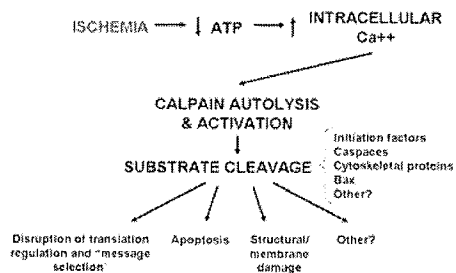 ISCHEMIA ATP INTRACELLULAR
Ca++
CALPAIN AUTOLYSIS
& ACTIVATION
SUBSTRATE CLEAVAGE
Initiation factors
Caspaces
Cytoskeletal proteins
Bax
Other?
Disruption of translation
regulation and "message
selection"
Apoptosis
Structural/
membrane
damage
Other?